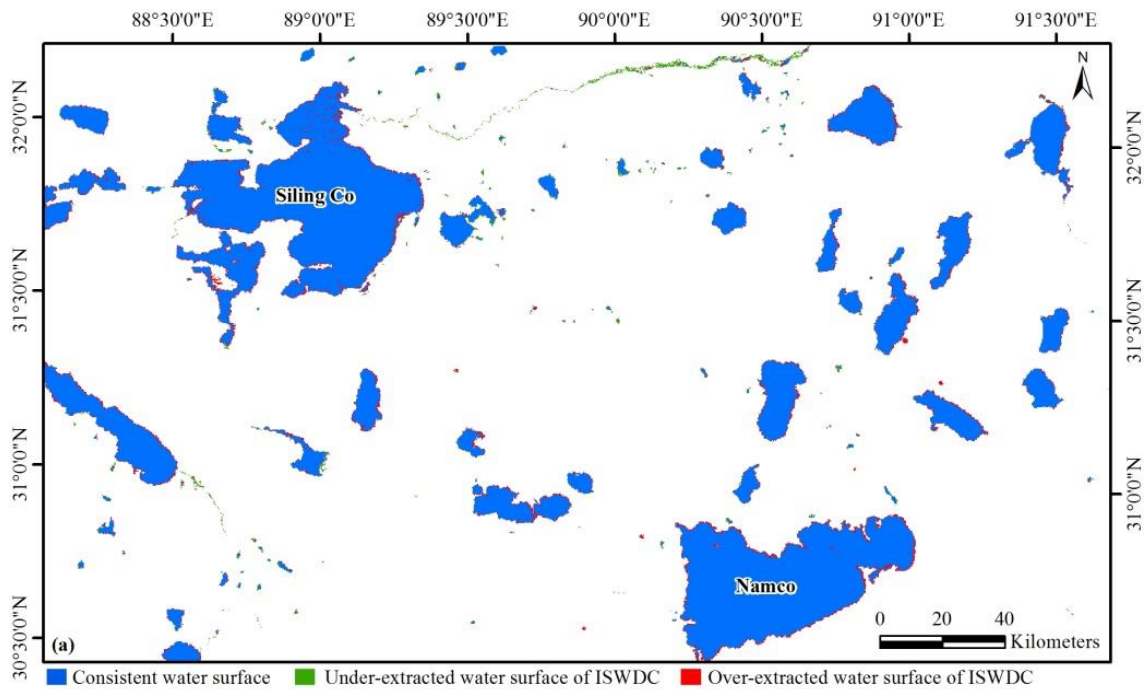 88°30'0"E 89°0'0"E 89°30'0"E 90°0'0"E 90°30'0"E 91°0'0"E 91°30'0"E
N
32°0'0"N
32°0'0"N
Siling Co
31°30'0"N
31°30'0"N
31°0'0"N
31°0'0"N
Namco
0 20 40
Kilometers
30°30'0"N
(a)
Consistent water surface Under-extracted water surface of ISWDC Over-extracted water surface of ISWDC